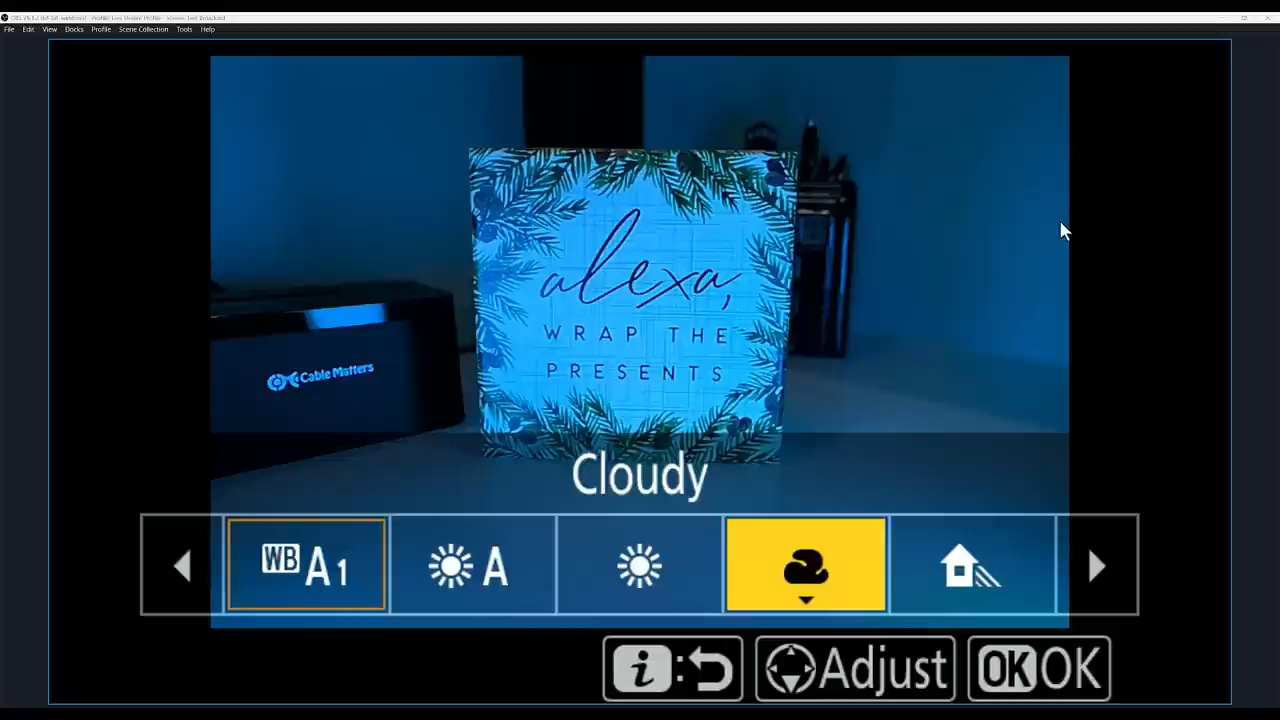 File Edit View Docks Profile Scene Collection Tools Help
alexa,
WRAP THE
PRESENTS
Cable Matters
Cloudy
WB A1
A
i : Adjust OK OK